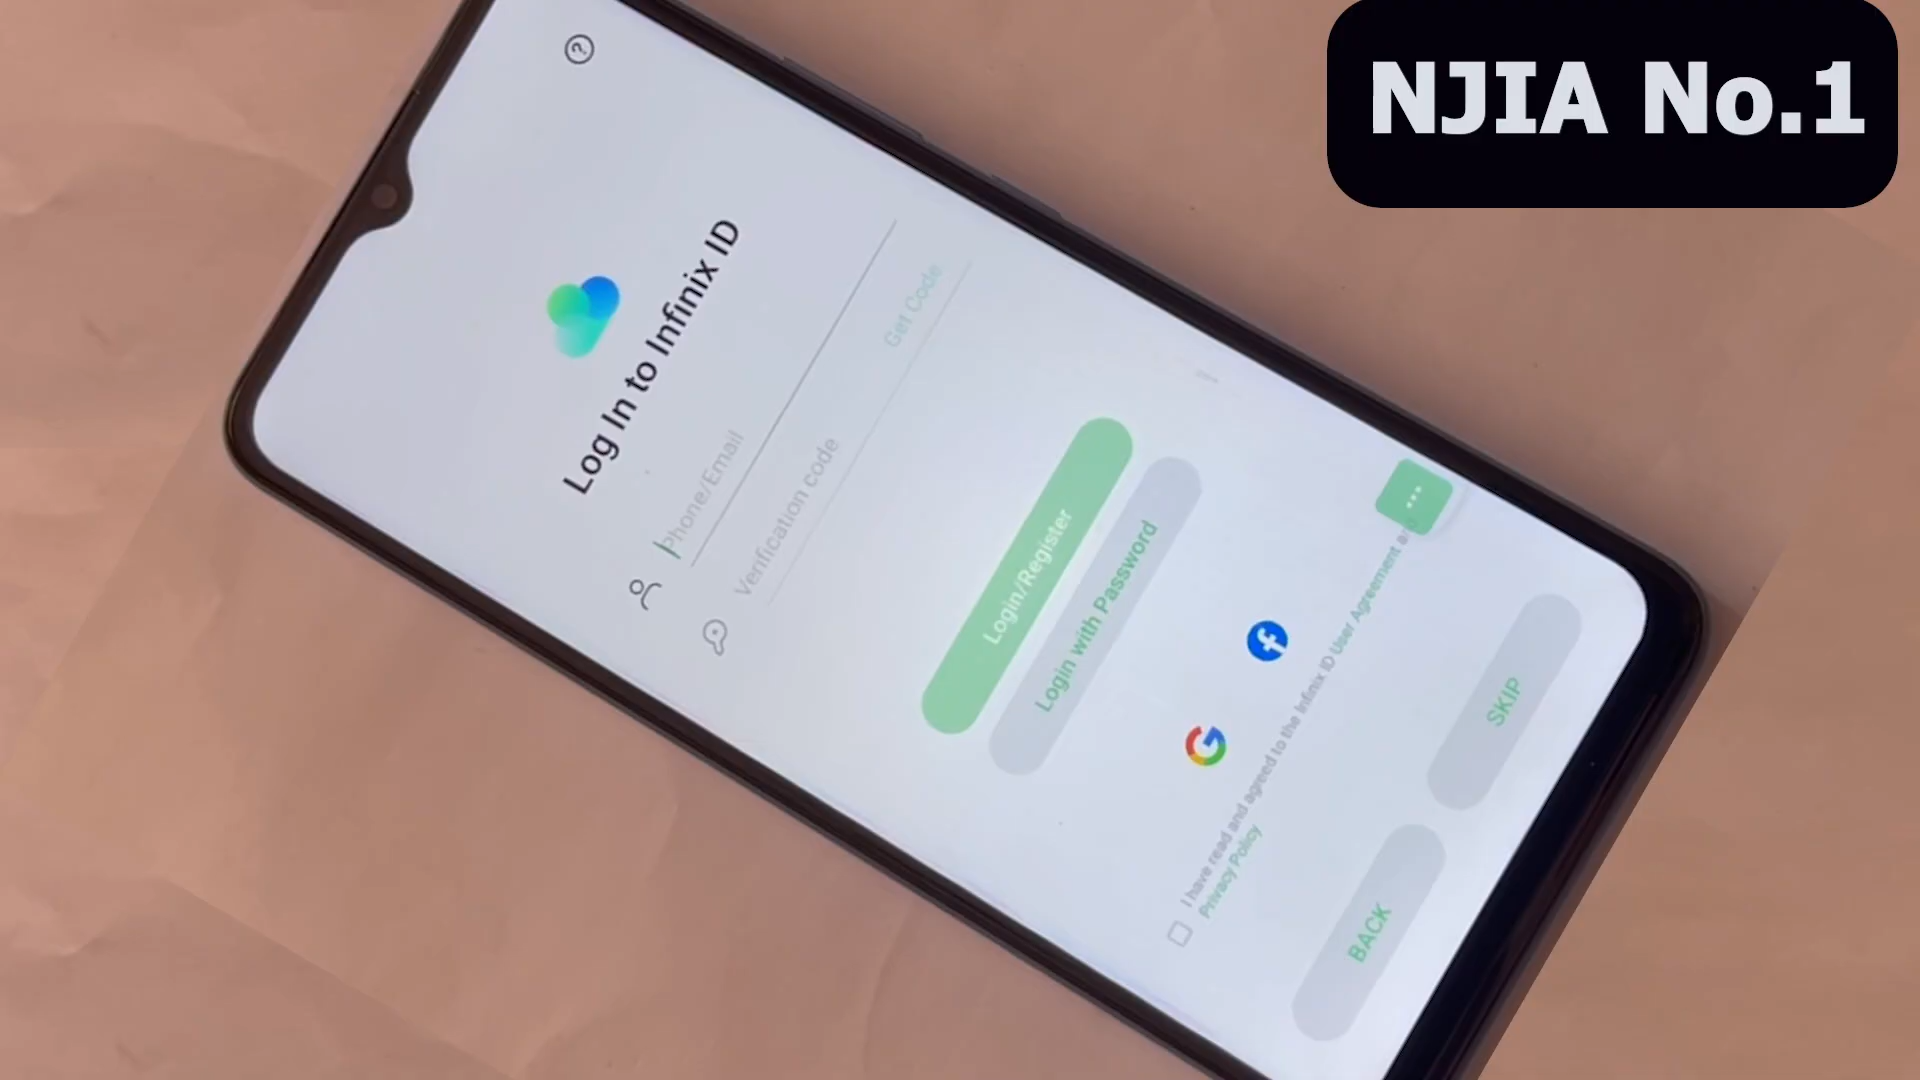 NJIA No.1
Log In to Infinix ID
Phone/Email
Verification code
Get Code
Login/Register
Login with Password
I have read and agreed to the Infinix ID User Agreement
Privacy Policy
BACK
SKIP